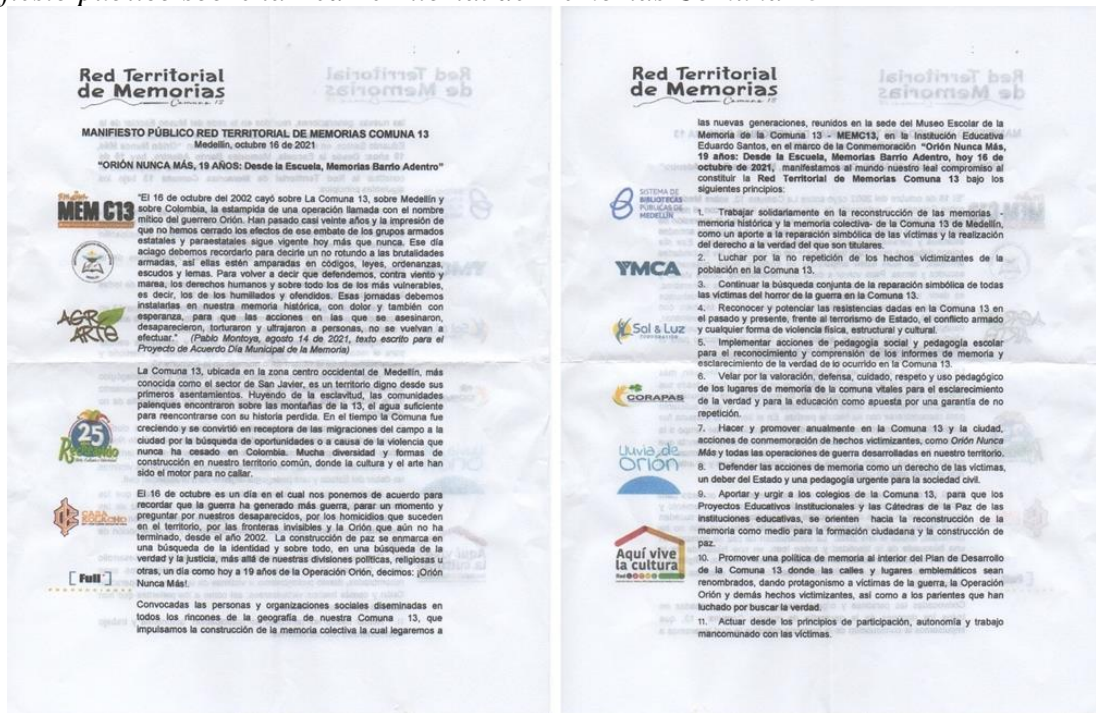 Red Territorial
de Memorias
Comuna 13
MANIFIESTO PÚBLICO RED TERRITORIAL DE MEMORIAS COMUNA 13
Medellín, octubre 16 de 2021
"ORIÓN NUNCA MÁS, 19 AÑOS: Desde la Escuela, Memorias Barrio Adentro"
MEM C13
AGR
ARTE
25
CASA
KOLACHO
[ Full ]
"El 16 de octubre del 2002 cayó sobre La Comuna 13, sobre Medellín y
sobre Colombia, la estampida de una operación llamada con el nombre
mítico del guerrero Orión. Han pasado casi veinte años y la impresión de
que no hemos cerrado los efectos de ese embate de los grupos armados
estatales y paraestatales sigue vigente hoy más que nunca. Ese día
aciago debemos recordarlo para decirle un no rotundo a las brutalidades
armadas, así ellas estén amparadas en códigos, leyes, ordenanzas,
escudos y lemas. Para volver a decir que defendemos, contra viento y
marea, los derechos humanos y sobre todo los de los más vulnerables,
es decir, los de los humillados y ofendidos. Esas jornadas debemos
instalarlas en nuestra memoria histórica, con dolor y también con
esperanza, para que las acciones en las que se asesinaron,
desaparecieron, torturaron y ultrajaron a personas, no se vuelvan a
efectuar." (Pablo Montoya, agosto 14 de 2021, texto escrito para el
Proyecto de Acuerdo Día Municipal de la Memoria)
La Comuna 13, ubicada en la zona centro occidental de Medellín, más
conocida como el sector de San Javier, es un territorio digno desde sus
primeros asentamientos. Huyendo de la esclavitud, las comunidades
palenques encontraron sobre las montañas de la 13, el agua suficiente
para reencontrarse con su historia perdida. En el tiempo la Comuna fue
creciendo y se convirtió en receptora de las migraciones del campo a la
ciudad por la búsqueda de oportunidades o a causa de la violencia que
nunca ha cesado en Colombia. Mucha diversidad y formas de
construcción en nuestro territorio común, donde la cultura y el arte han
sido el motor para no callar.
El 16 de octubre es un día en el cual nos ponemos de acuerdo para
recordar que la guerra ha generado más guerra, parar un momento y
preguntar por nuestros desaparecidos, por los homicidios que suceden
en el territorio, por las fronteras invisibles y la Orión que aún no ha
terminado, desde el año 2002. La construcción de paz se enmarca en
una búsqueda de la identidad y sobre todo, en una búsqueda de la
verdad y la justicia, más allá de nuestras divisiones políticas, religiosas u
otras, un día como hoy a 19 años de la Operación Orión, decimos: ¡Orión
Nunca Más!.
Convocadas las personas y organizaciones sociales diseminadas en
todos los rincones de la geografía de nuestra Comuna 13, que
impulsamos la construcción de la memoria colectiva la cual legaremos a
Red Territorial
de Memorias
Comuna 13
las nuevas generaciones, reunidos en la sede del Museo Escolar de la
Memoria de la Comuna 13 - MEMC13, en la Institución Educativa
Eduardo Santos, en el marco de la Conmemoración "Orión Nunca Más,
19 años: Desde la Escuela, Memorias Barrio Adentro, hoy 16 de
octubre de 2021, manifestamos al mundo nuestro leal compromiso al
constituir la Red Territorial de Memorias Comuna 13 bajo los
siguientes principios:
1. Trabajar solidariamente en la reconstrucción de las memorias -
memoria histórica y la memoria colectiva- de la Comuna 13 de Medellín,
como un aporte a la reparación simbólica de las víctimas y la realización
del derecho a la verdad del que son titulares.
2. Luchar por la no repetición de los hechos victimizantes de la
población en la Comuna 13.
3. Continuar la búsqueda conjunta de la reparación simbólica de todas
las víctimas del horror de la guerra en la Comuna 13.
4. Reconocer y potenciar las resistencias dadas en la Comuna 13 en
el pasado y presente, frente al terrorismo de Estado, el conflicto armado
y cualquier forma de violencia física, estructural y cultural.
5. Implementar acciones de pedagogía social y pedagogía escolar
para el reconocimiento y comprensión de los informes de memoria y
esclarecimiento de la verdad de lo ocurrido en la Comuna 13.
6. Velar por la valoración, defensa, cuidado, respeto y uso pedagógico
de los lugares de memoria de la comuna vitales para el esclarecimiento
de la verdad y para la educación como apuesta por una garantía de no
repetición.
7. Hacer y promover anualmente en la Comuna 13 y la ciudad,
acciones de conmemoración de hechos victimizantes, como Orión Nunca
Más y todas las operaciones de guerra desarrolladas en nuestro territorio.
8. Defender las acciones de memoria como un derecho de las víctimas,
un deber del Estado y una pedagogía urgente para la sociedad civil.
9. Aportar y urgir a los colegios de la Comuna 13, para que los
Proyectos Educativos Institucionales y las Cátedras de la Paz de las
instituciones educativas, se orienten hacia la reconstrucción de la
memoria como medio para la formación ciudadana y la construcción de
paz.
10. Promover una política de memoria al interior del Plan de Desarrollo
de la Comuna 13 donde las calles y lugares emblemáticos sean
renombrados, dando protagonismo a víctimas de la guerra, la Operación
Orión y demás hechos victimizantes, así como a los parientes que han
luchado por buscar la verdad.
11. Actuar desde los principios de participación, autonomía y trabajo
mancomunado con las víctimas.
SISTEMA DE
BIBLIOTECAS
PÚBLICAS DE
MEDELLÍN
YMCA
Sol & Luz
CORPORACIÓN
CORAPAS
Lluvia de
Orión
Aquí vive
la cultura